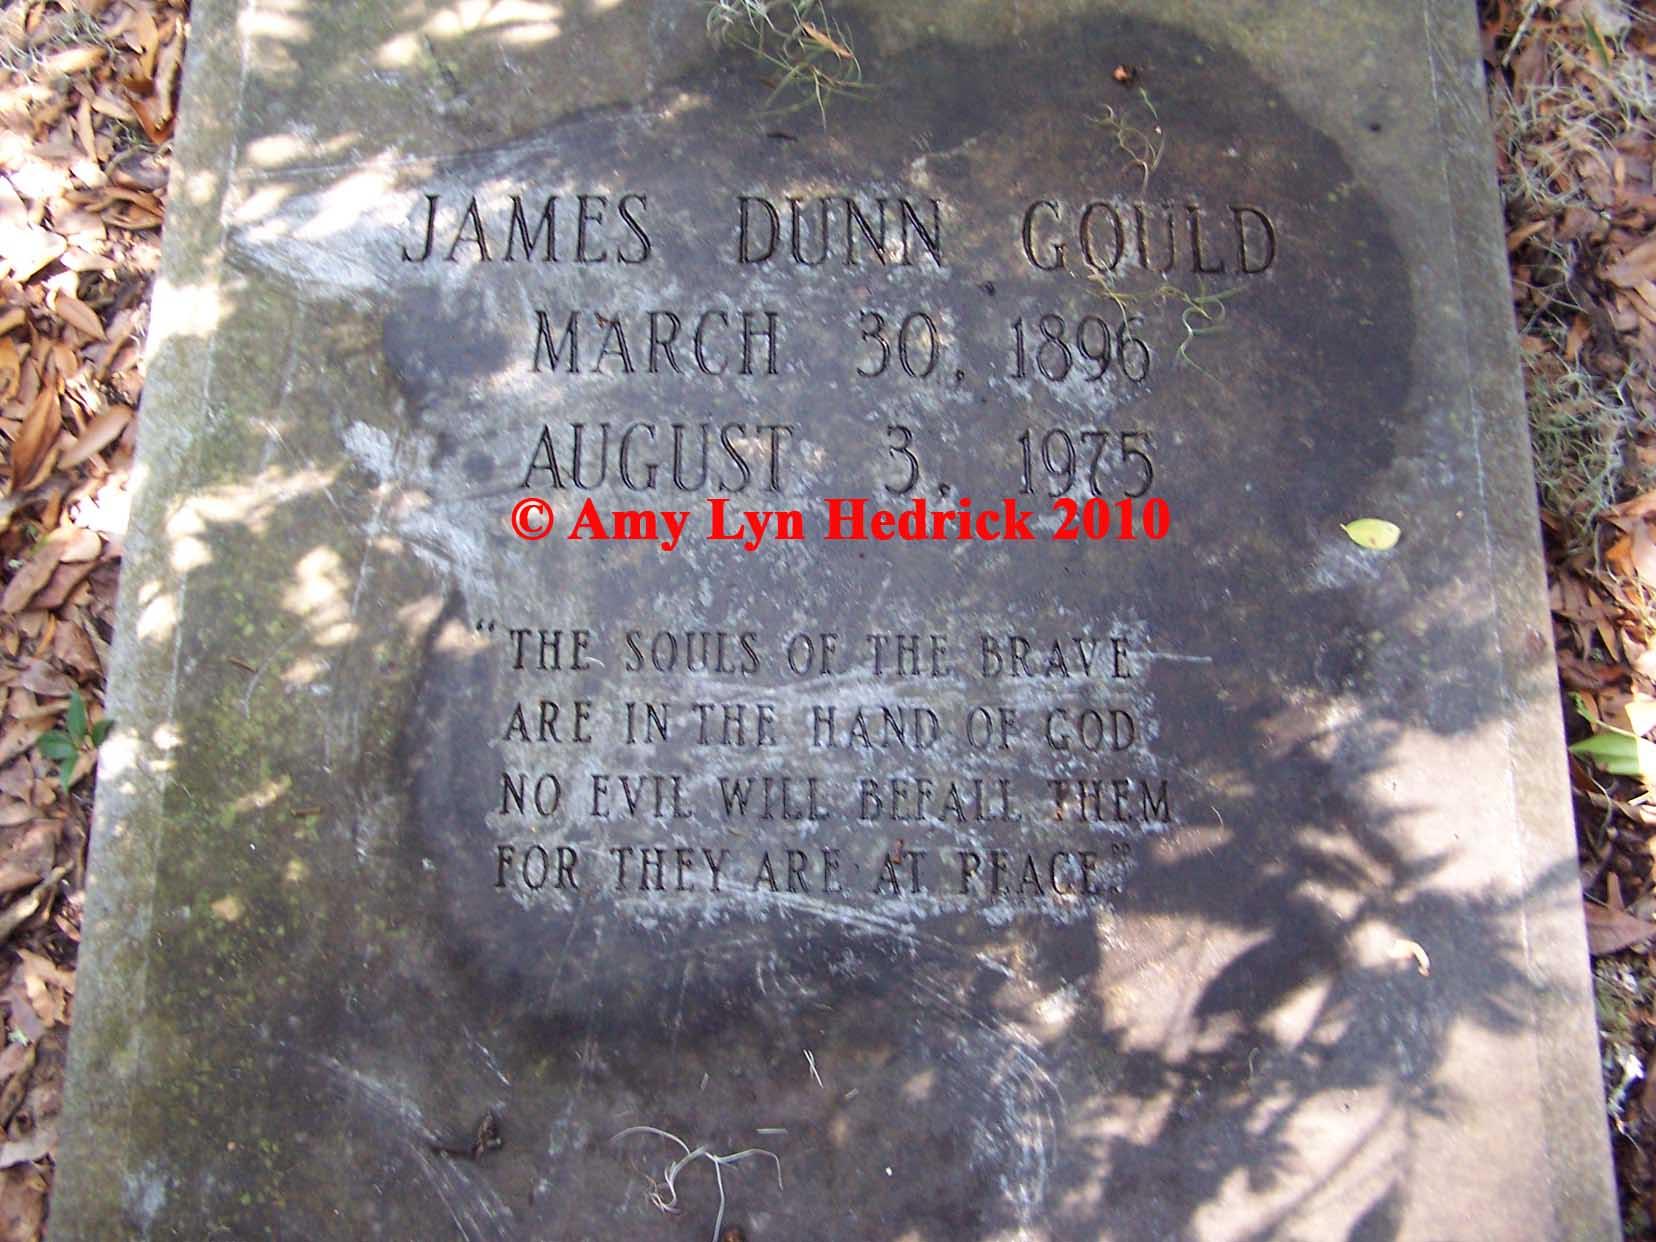 JAMES DUNN GOULD
MARCH 30, 1896
AUGUST 3, 1975
© Amy Lyn Hedrick 2010
"THE SOULS OF THE BRAVE
ARE IN THE HAND OF GOD
NO EVIL WILL BEFALL THEM
FOR THEY ARE AT PEACE."